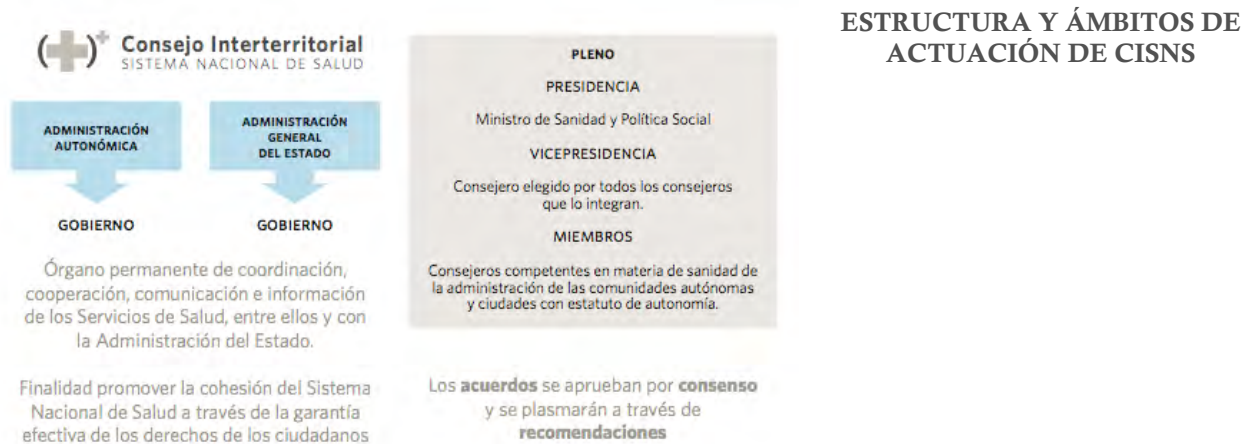 ESTRUCTURA Y ÁMBITOS DE
ACTUACIÓN DE CISNS
Consejo Interterritorial
SISTEMA NACIONAL DE SALUD
ADMINISTRACIÓN
AUTONÓMICA
GOBIERNO
ADMINISTRACIÓN
GENERAL
DEL ESTADO
GOBIERNO
Órgano permanente de coordinación,
cooperación, comunicación e información
de los Servicios de Salud, entre ellos y con
la Administración del Estado.
Finalidad promover la cohesión del Sistema
Nacional de Salud a través de la garantía
efectiva de los derechos de los ciudadanos
PLENO
PRESIDENCIA
Ministro de Sanidad y Política Social
VICEPRESIDENCIA
Consejero elegido por todos los consejeros
que lo integran.
MIEMBROS
Consejeros competentes en materia de sanidad de
la administración de las comunidades autónomas
y ciudades con estatuto de autonomía.
Los acuerdos se aprueban por consenso
y se plasmarán a través de
recomendaciones